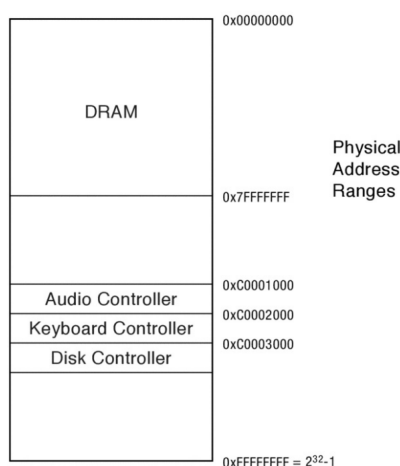 0x00000000
DRAM
Physical
Address
Ranges
0x7FFFFFFF
0xC0001000
Audio Controller
0xC0002000
Keyboard Controller
0xC0003000
Disk Controller
0xFFFFFFFF = 2³²-1